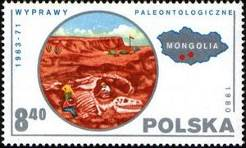 WYPRAWY PALEONTOLOGICZNE
1963-71
MONGOLIA
1980
8.40 POLSKA